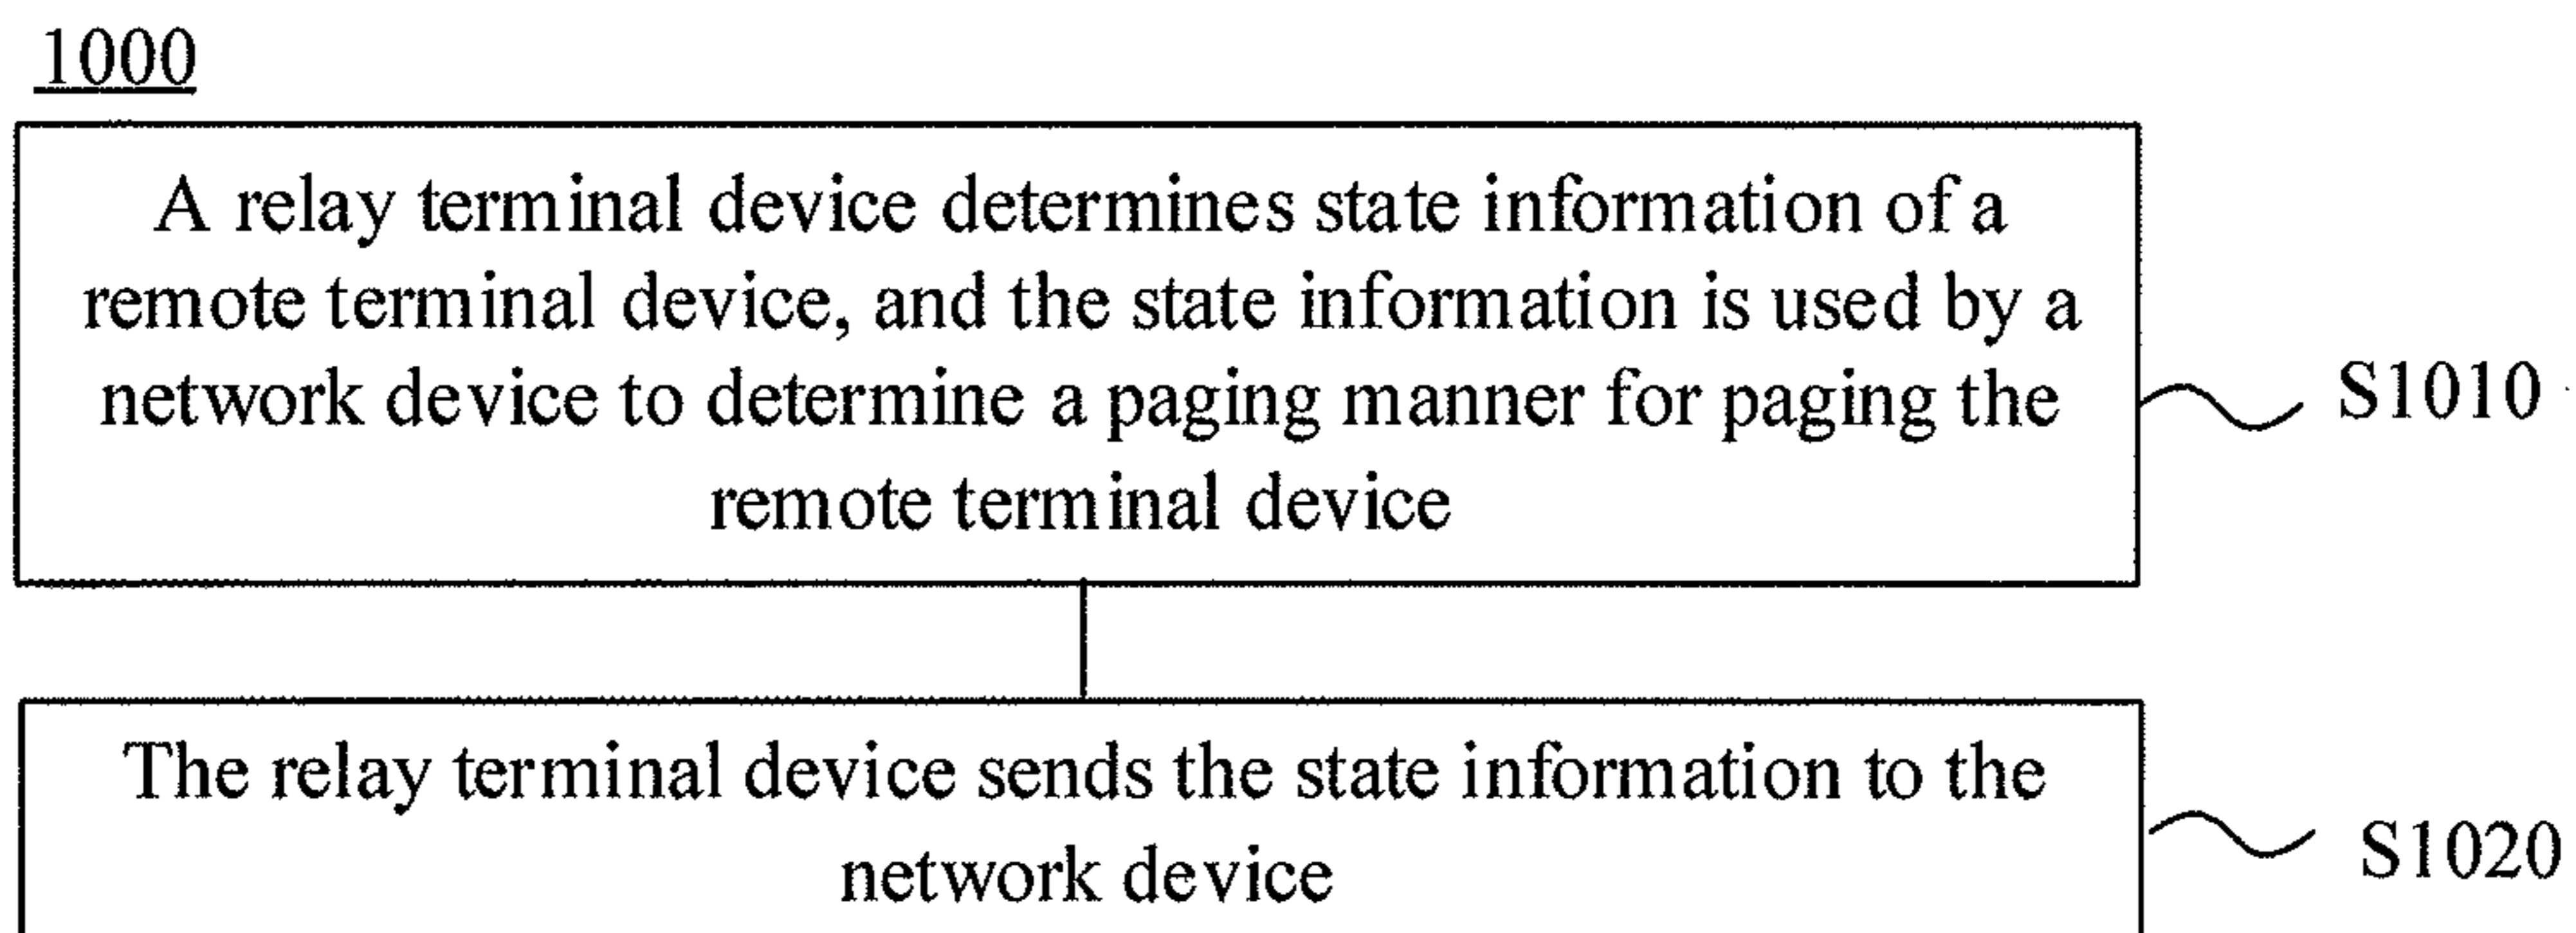 1000
A relay terminal device determines state information of a
remote terminal device, and the state information is used by a
network device to determine a paging manner for paging the
remote terminal device
S1010
The relay terminal device sends the state information to the
network device
S1020